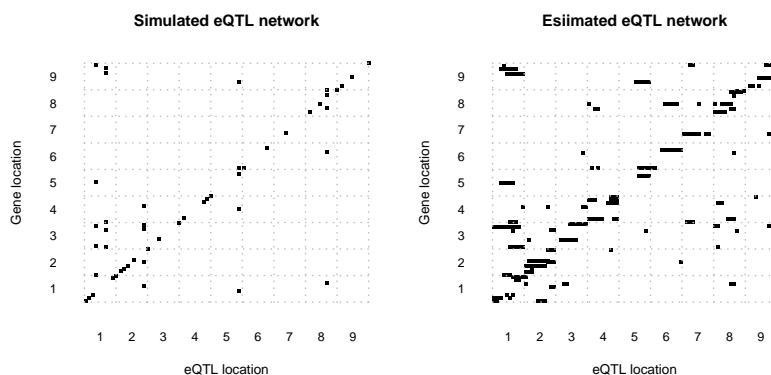 Simulated eQTL network
Gene location
9
8
7
6
5
4
3
2
1
1 2 3 4 5 6 7 8 9
eQTL location
Esiimated eQTL network
Gene location
9
8
7
6
5
4
3
2
1
1 2 3 4 5 6 7 8 9
eQTL location